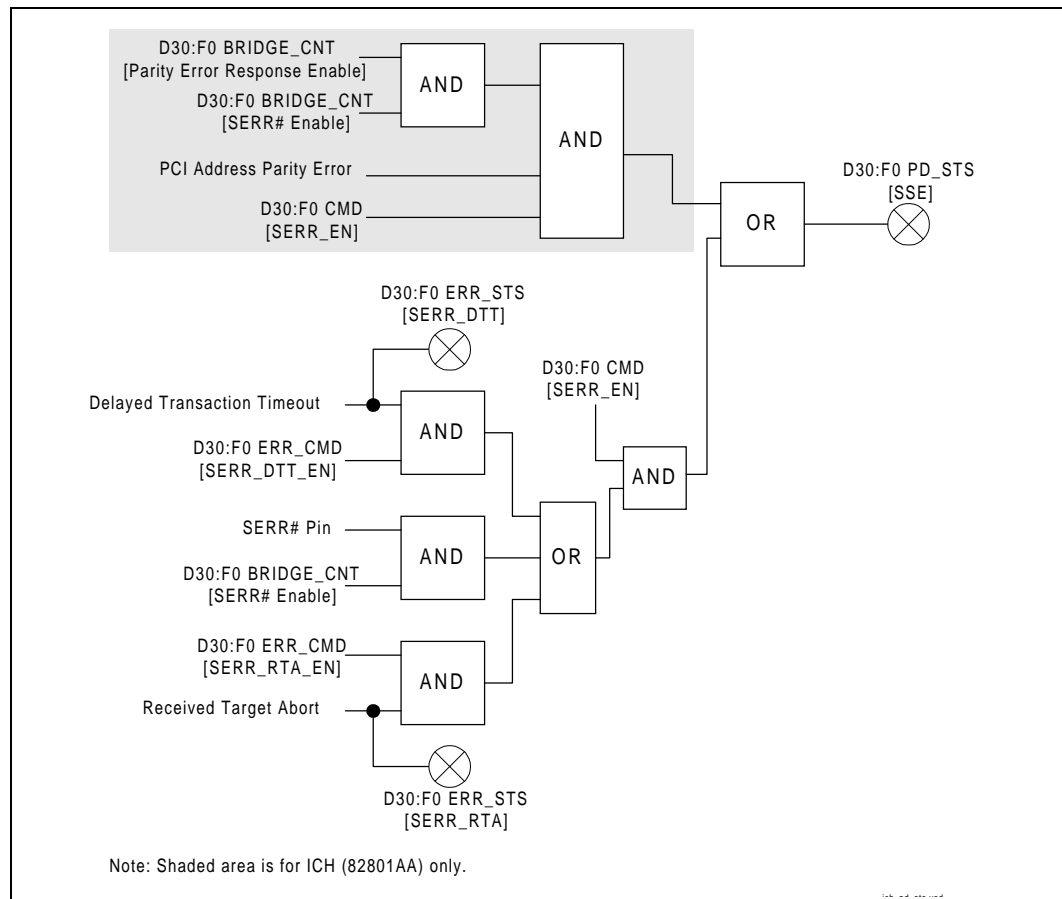 D30:F0 BRIDGE_CNT
[Parity Error Response Enable]
AND
D30:F0 BRIDGE_CNT
[SERR# Enable]
AND
PCI Address Parity Error
D30:F0 CMD
[SERR_EN]
D30:F0 PD_STS
[SSE]
OR
D30:F0 ERR_STS
[SERR_DTT]
D30:F0 CMD
[SERR_EN]
Delayed Transaction Timeout
AND
D30:F0 ERR_CMD
[SERR_DTT_EN]
AND
SERR# Pin
AND
OR
D30:F0 BRIDGE_CNT
[SERR# Enable]
D30:F0 ERR_CMD
[SERR_RTA_EN]
AND
Received Target Abort
D30:F0 ERR_STS
[SERR_RTA]
Note: Shaded area is for ICH (82801AA) only.